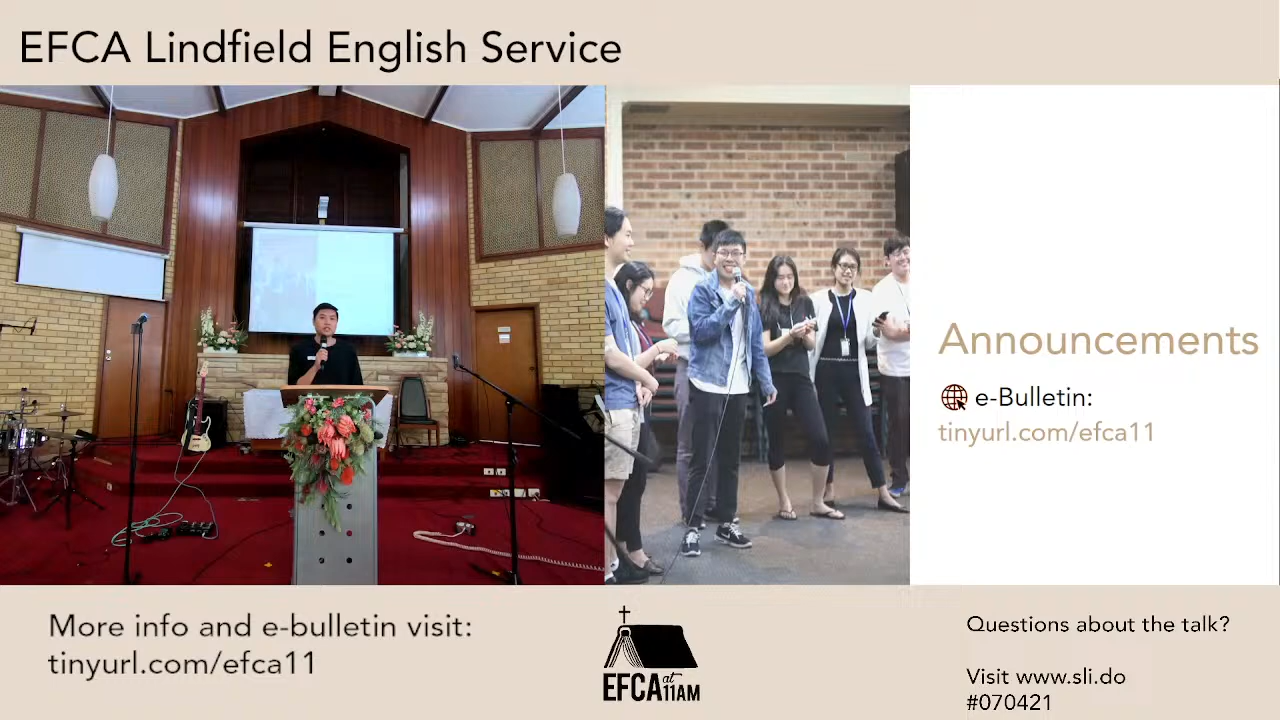 EFCA Lindfield English Service
Announcements
e-Bulletin:
tinyurl.com/efca11
More info and e-bulletin visit:
tinyurl.com/efca11
EFCA at 11AM
Questions about the talk?
Visit www.sli.do
#070421